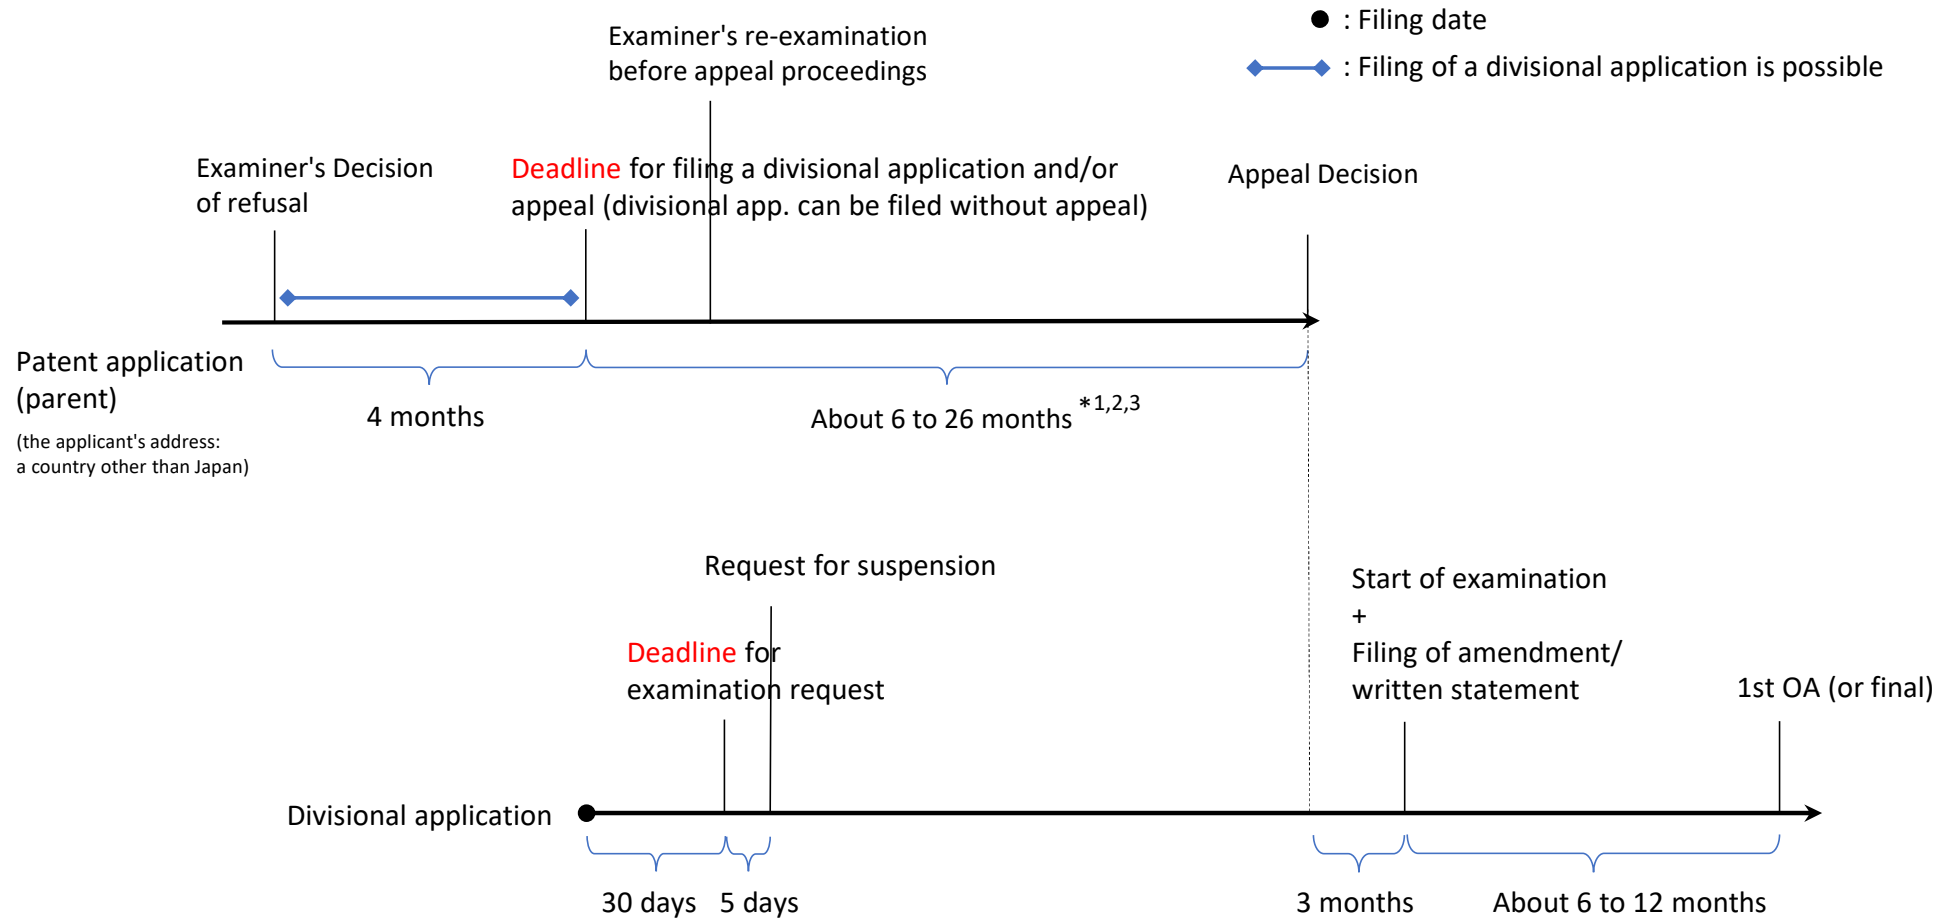 : Filing date
: Filing of a divisional application is possible
Examiner's re-examination
before appeal proceedings
Examiner's Decision
of refusal
Deadline for filing a divisional application and/or
appeal (divisional app. can be filed without appeal)
Appeal Decision
Patent application
(parent)
(the applicant's address:
a country other than Japan)
4 months
About 6 to 26 months *1,2,3
Request for suspension
Deadline for
examination request
Start of examination
+
Filing of amendment/
written statement
1st OA (or final)
Divisional application
30 days
5 days
3 months
About 6 to 12 months